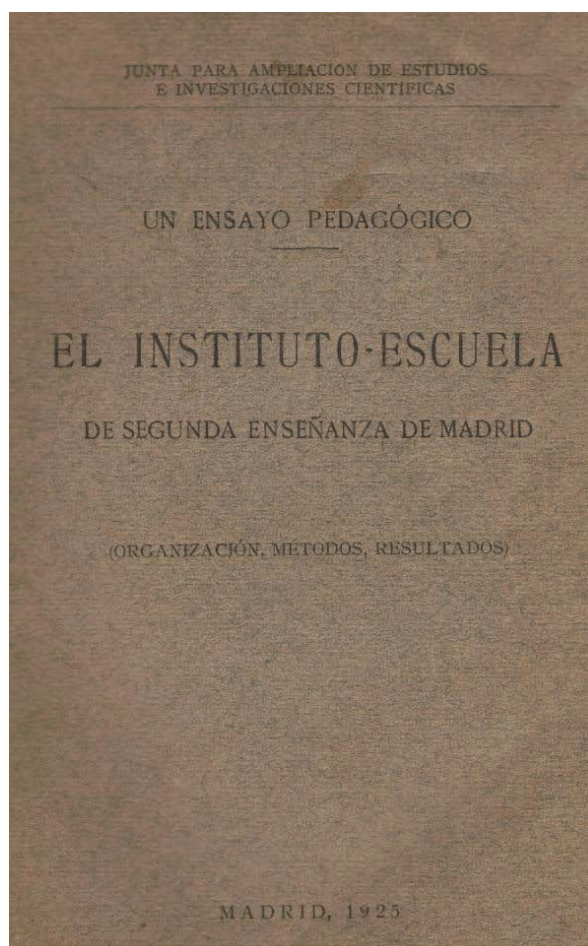 JUNTA PARA AMPLIACIÓN DE ESTUDIOS
E INVESTIGACIONES CIENTÍFICAS
UN ENSAYO PEDAGÓGICO
EL INSTITUTO-ESCUELA
DE SEGUNDA ENSEÑANZA DE MADRID
(ORGANIZACIÓN, MÉTODOS, RESULTADOS)
MADRID, 1925